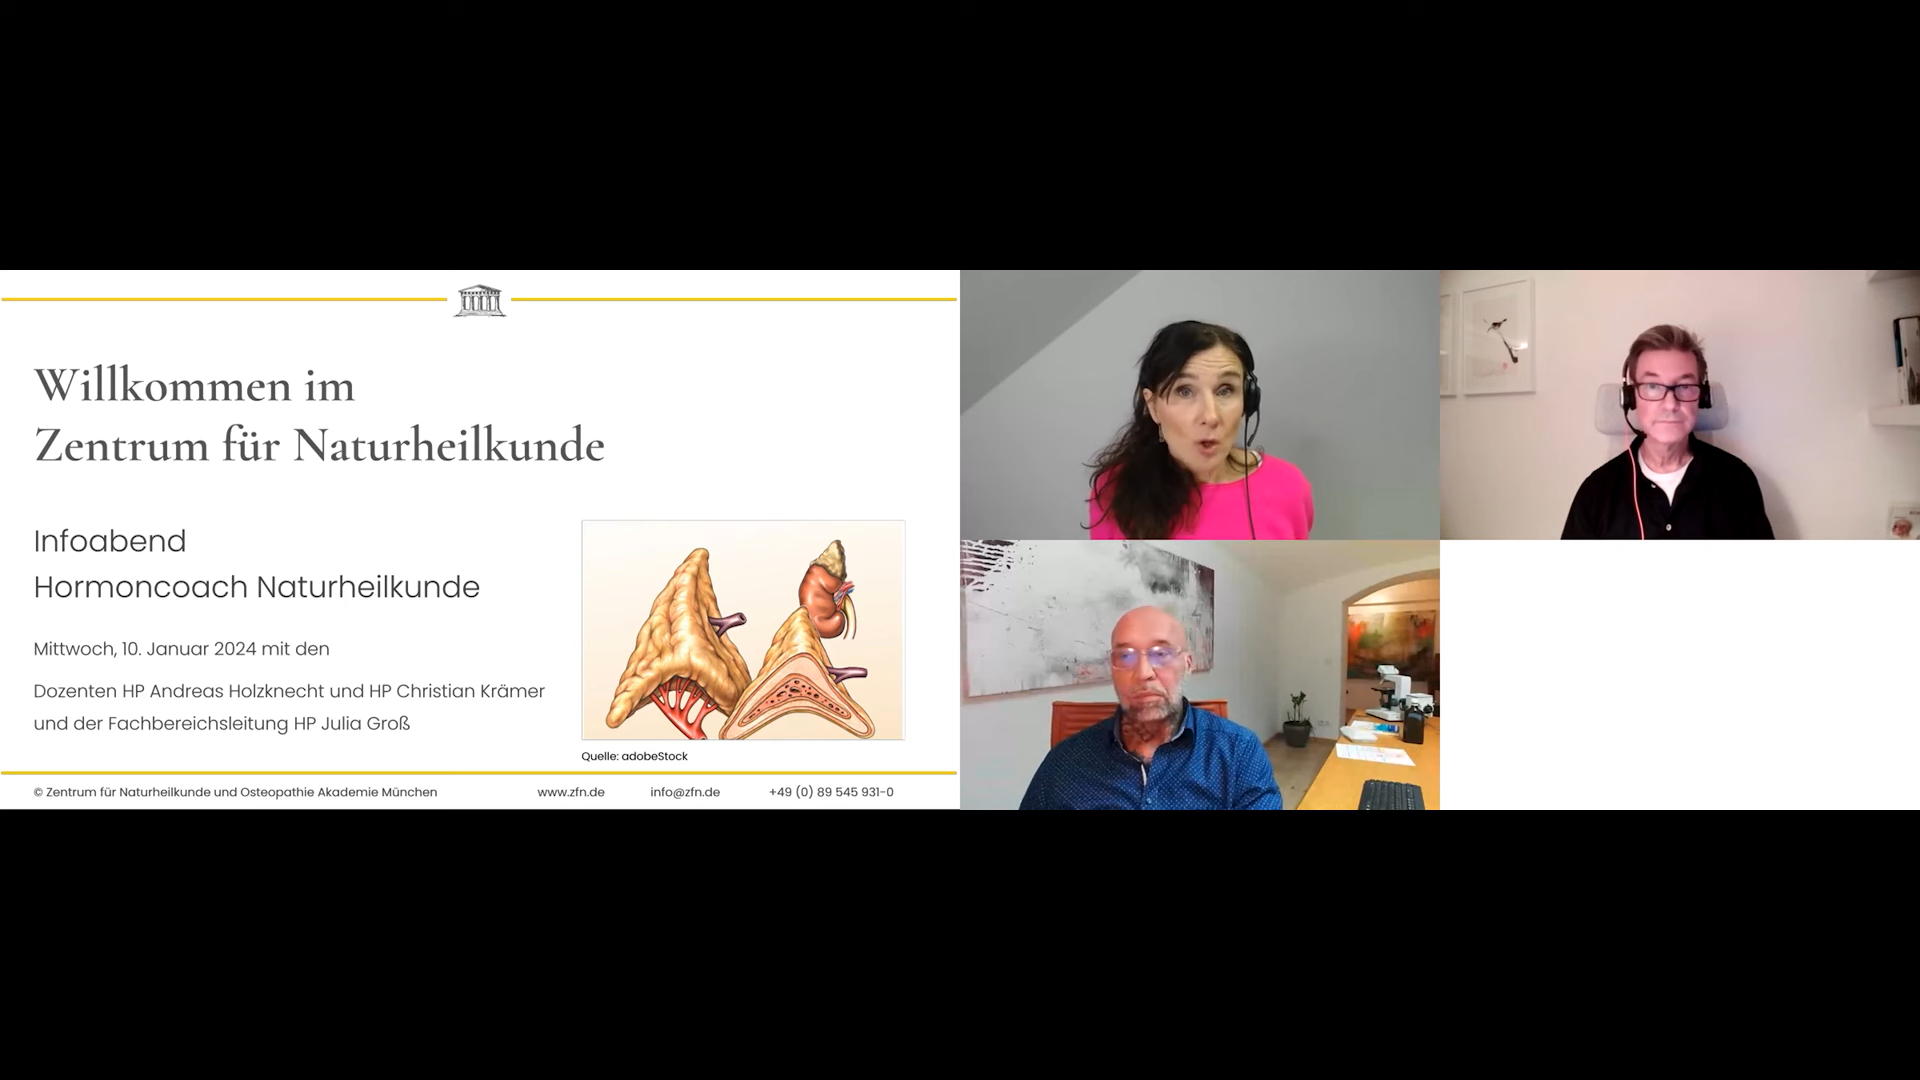 Willkommen im
Zentrum für Naturheilkunde
Infoabend
Hormoncoach Naturheilkunde
Mittwoch, 10. Januar 2024 mit den
Dozenten HP Andreas Holzknecht und HP Christian Krämer
und der Fachbereichsleitung HP Julia Groß
Quelle: adobeStock
© Zentrum für Naturheilkunde und Osteopathie Akademie München www.zfn.de info@zfn.de +49 (0) 89 545 931-0